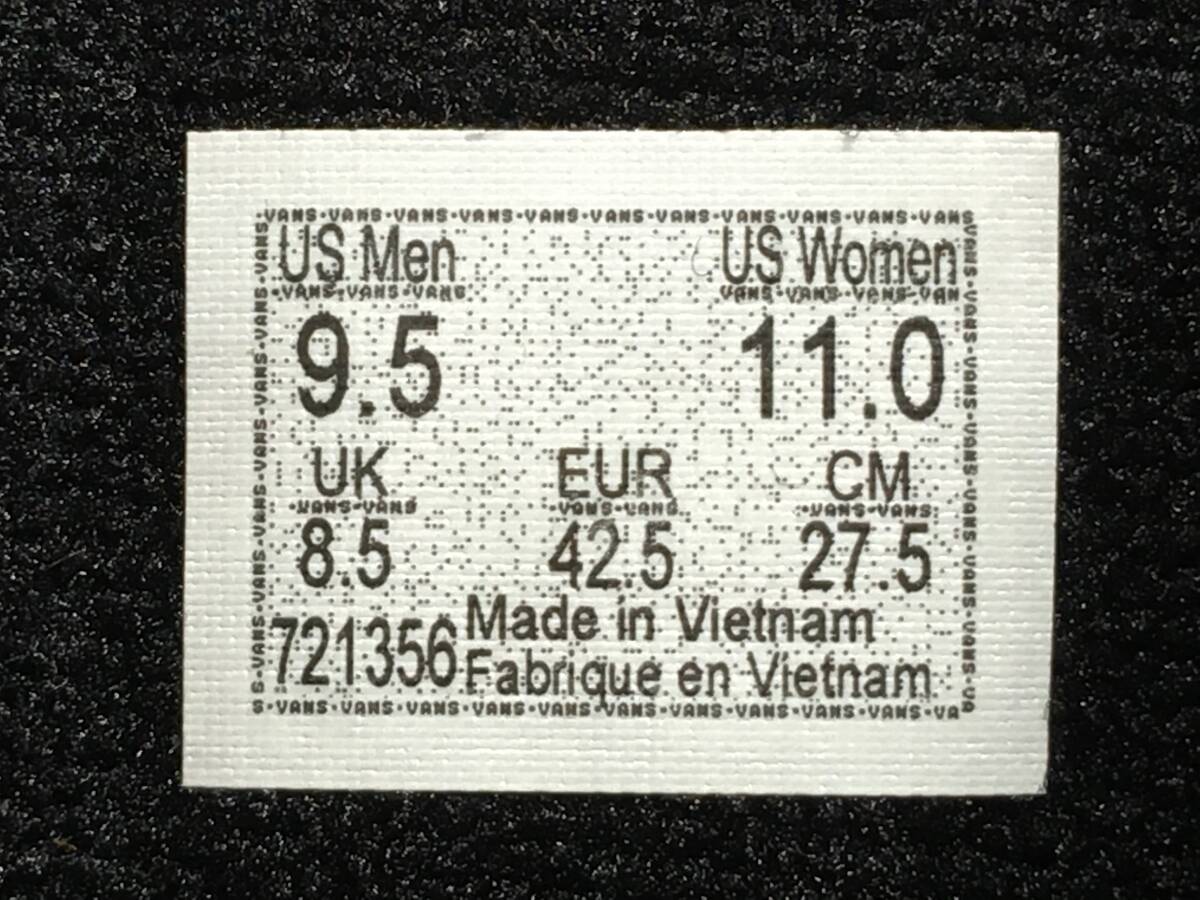 ·VANS·VANS·VANS·VANS·VANS·VANS·VANS·VANS·VANS·VANS·VANS
US Men US Women
·VANS·VANS·VANS VANS·VANS·VANS·VAN
9.5 11.0
UK EUR CM
·VANS·VANS ·VANS·VANS ·VANS·VANS
8.5 42.5 27.5
721356 Made in Vietnam
Fabrique en Vietnam
S·VANS·VANS·VANS·VANS·VANS·VANS·VANS·VANS·VANS·VANS·VA